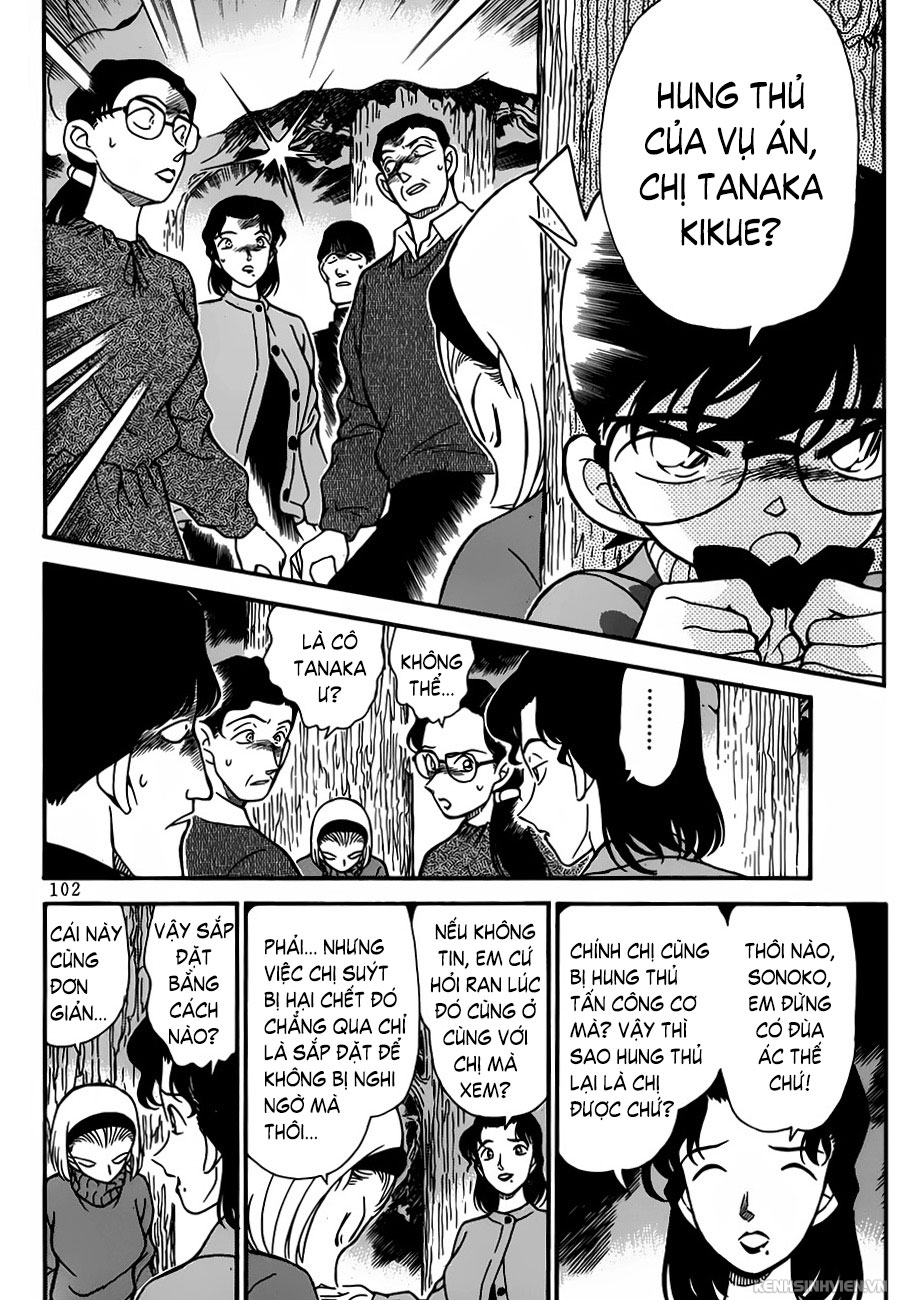 HUNG THỦ
CỦA VỤ ÁN,
CHỊ TANAKA
KIKUE?
.........
KHÔNG
THỂ...
LÀ CÔ
TANAKA
Ư?
102
THÔI NÀO,
SONOKO,
EM ĐỪNG
CÓ ĐÙA
ÁC THẾ
CHỨ!
CHÍNH CHỊ CŨNG
BỊ HUNG THỦ
TẤN CÔNG CƠ
MÀ? VẬY THÌ
SAO HUNG THỦ
LẠI LÀ CHỊ
ĐƯỢC CHỨ?
NẾU KHÔNG
TIN, EM CỨ
HỎI RAN LÚC
ĐÓ CÙNG Ở
CÙNG VỚI
CHỊ MÀ
XEM?
PHẢI... NHƯNG
VIỆC CHỊ SUÝT
BỊ HẠI CHẾT ĐÓ
CHẲNG QUA CHỈ
LÀ SẮP ĐẶT ĐỂ
KHÔNG BỊ NGHI
NGỜ MÀ
THÔI...
VẬY SẮP
ĐẶT
BẰNG
CÁCH
NÀO?
CÁI NÀY
CŨNG
ĐƠN
GIẢN...
KENHSINHVIEN.VN